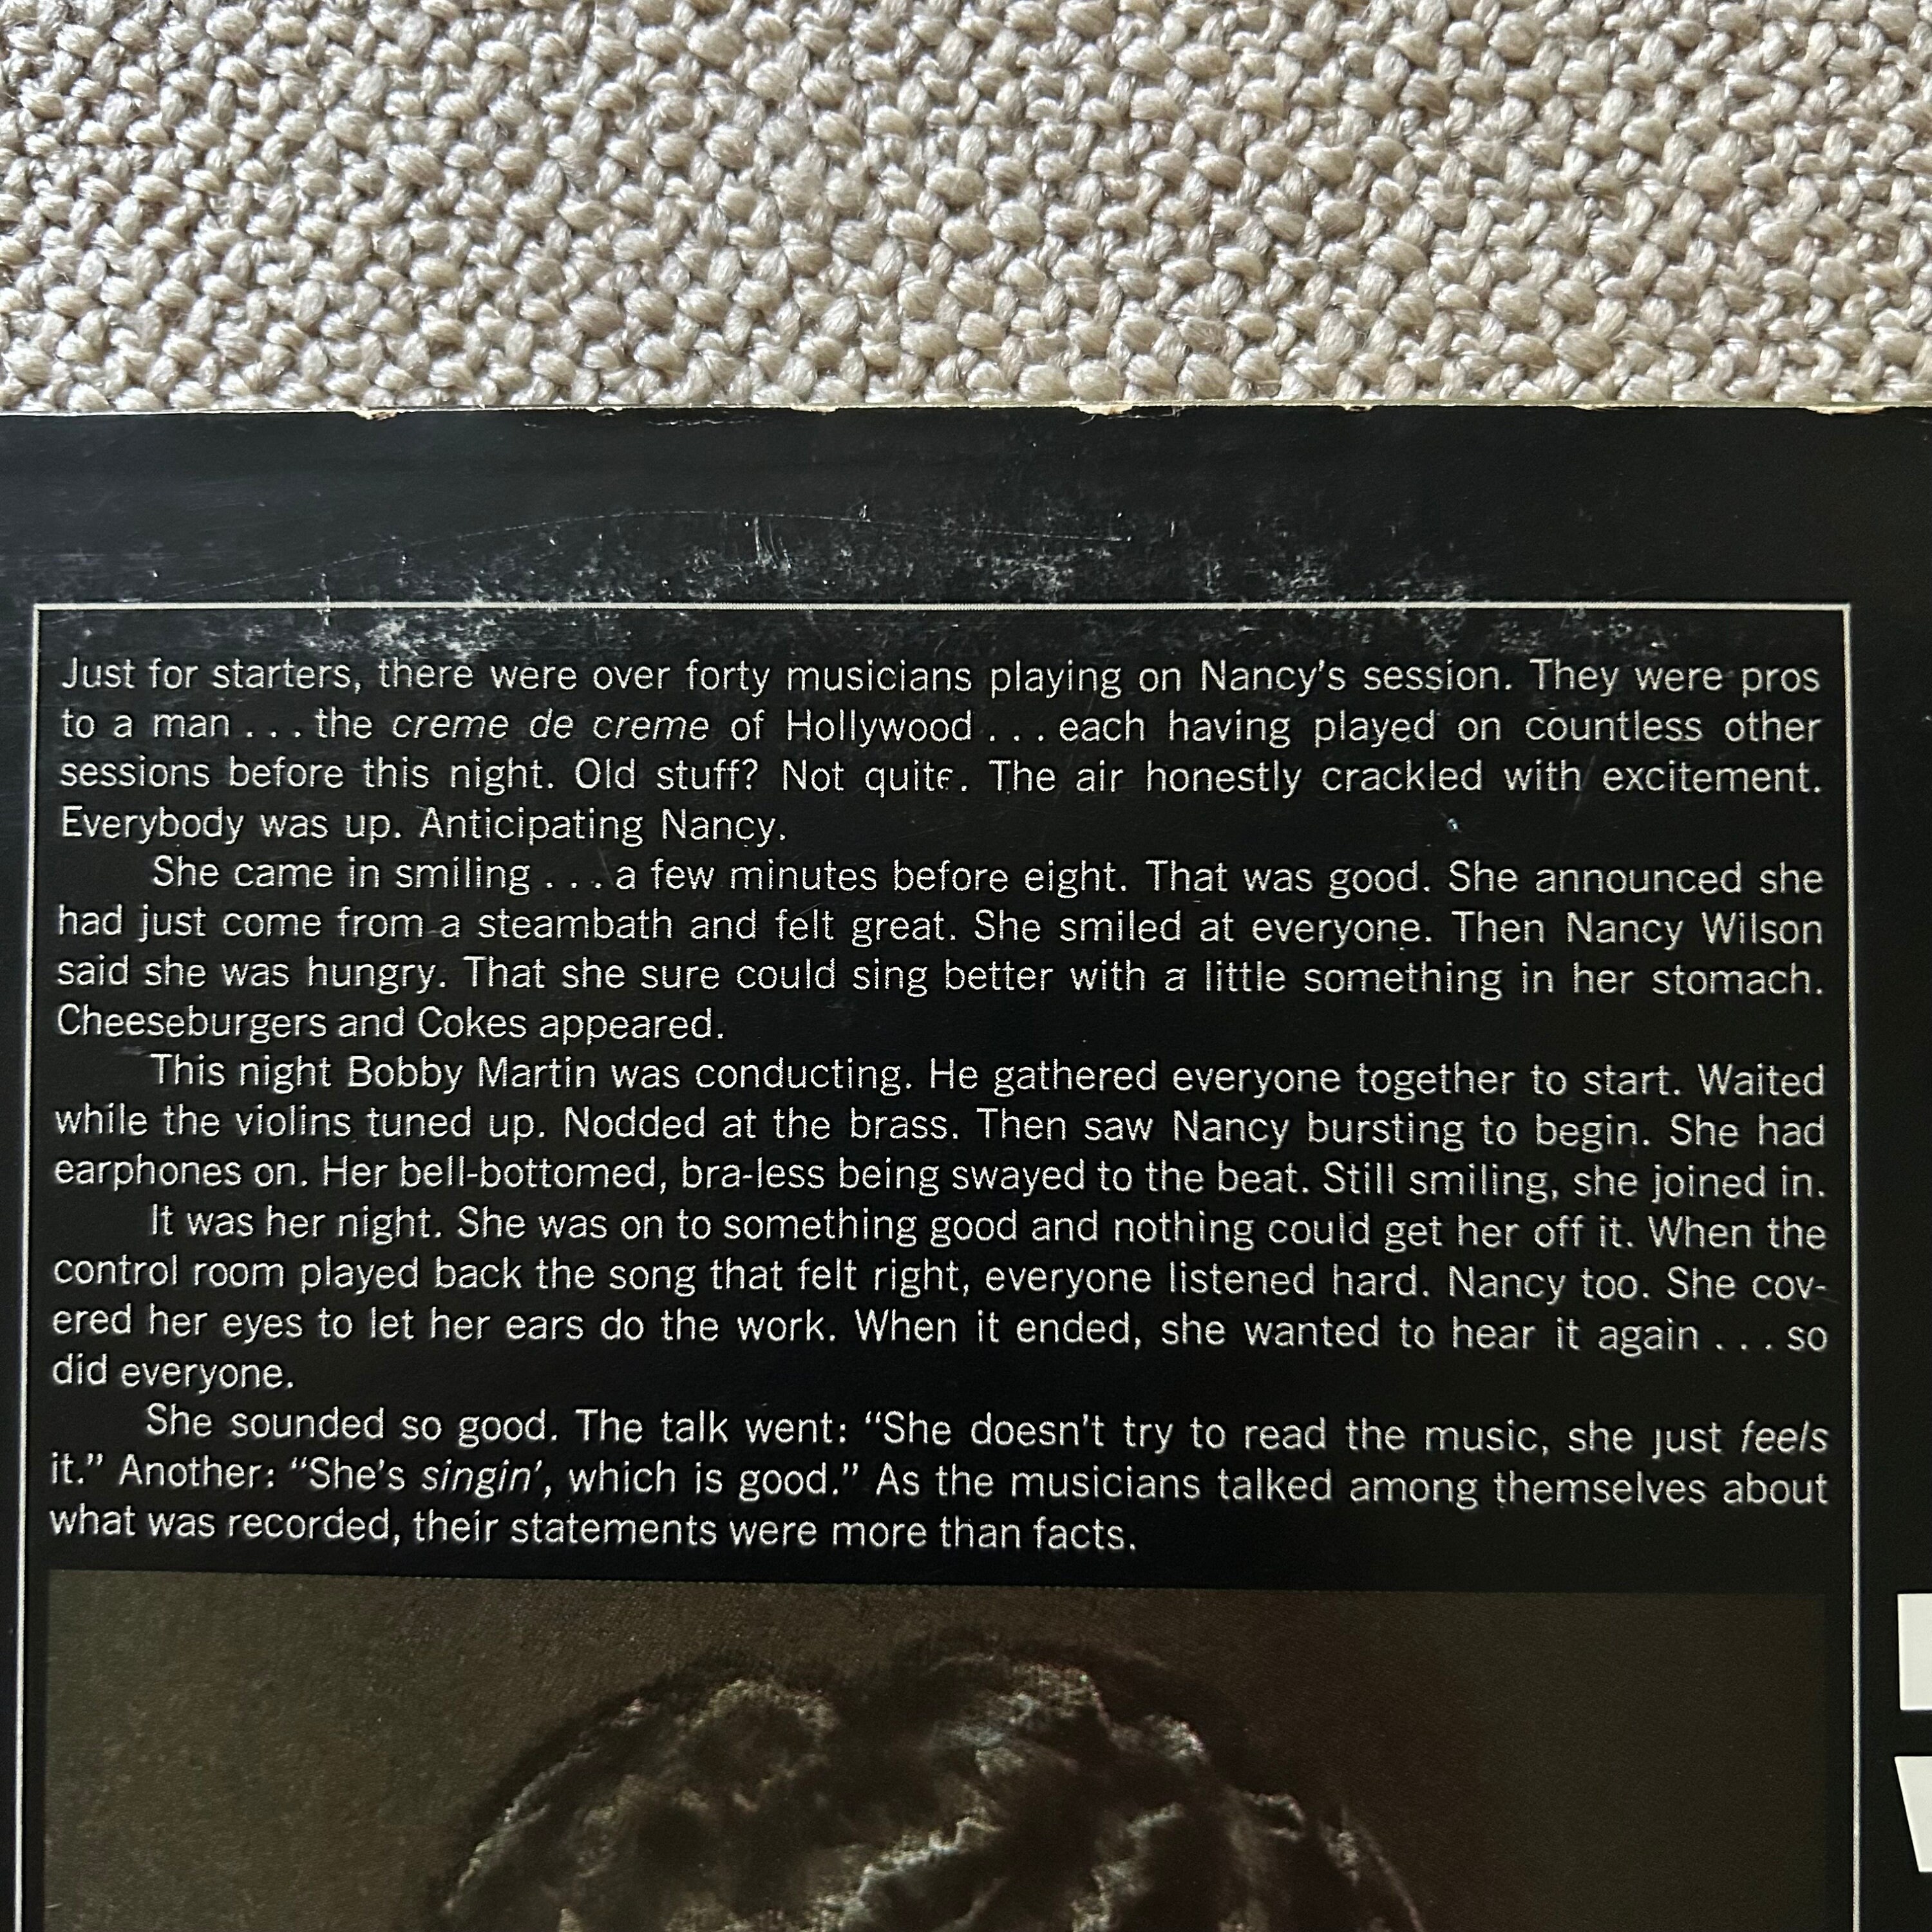 Just for starters, there were over forty musicians playing on Nancy's session. They were pros
to a man . . . the creme de creme of Hollywood . . . each having played on countless other
sessions before this night. Old stuff? Not quite. The air honestly crackled with excitement.
Everybody was up. Anticipating Nancy.
She came in smiling . . . a few minutes before eight. That was good. She announced she
had just come from a steambath and felt great. She smiled at everyone. Then Nancy Wilson
said she was hungry. That she sure could sing better with a little something in her stomach.
Cheeseburgers and Cokes appeared.
This night Bobby Martin was conducting. He gathered everyone together to start. Waited
while the violins tuned up. Nodded at the brass. Then saw Nancy bursting to begin. She had
earphones on. Her bell-bottomed, bra-less being swayed to the beat. Still smiling, she joined in.
It was her night. She was on to something good and nothing could get her off it. When the
control room played back the song that felt right, everyone listened hard. Nancy too. She cov-
ered her eyes to let her ears do the work. When it ended, she wanted to hear it again . . . so
did everyone.
She sounded so good. The talk went: “She doesn't try to read the music, she just feels
it.” Another: “She's singin', which is good.” As the musicians talked among themselves about
what was recorded, their statements were more than facts.